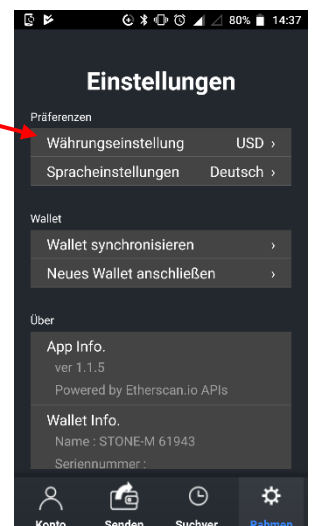 80% 14:37
Einstellungen
Präferenzen
Währungseinstellung USD ›
Spracheinstellungen Deutsch ›
Wallet
Wallet synchronisieren ›
Neues Wallet anschließen ›
Über
App Info.
ver 1.1.5
Powered by Etherscan.io APIs
Wallet Info.
Name : STONE-M 61943
Seriennummer :
Konto Senden Suchver Rahmen